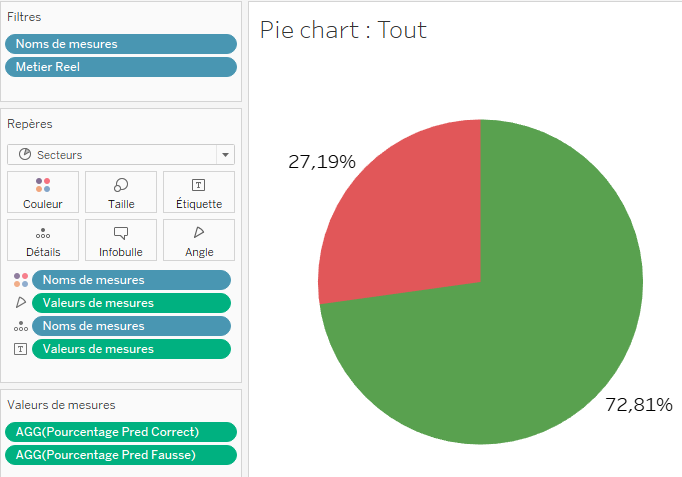 Filtres
Noms de mesures
Metier Reel
Repères
Secteurs
Couleur
Taille
Étiquette
Détails
Infobulle
Angle
Noms de mesures
Valeurs de mesures
Noms de mesures
Valeurs de mesures
Valeurs de mesures
AGG(Pourcentage Pred Correct)
AGG(Pourcentage Pred Fausse)
Pie chart : Tout
27,19%
72,81%